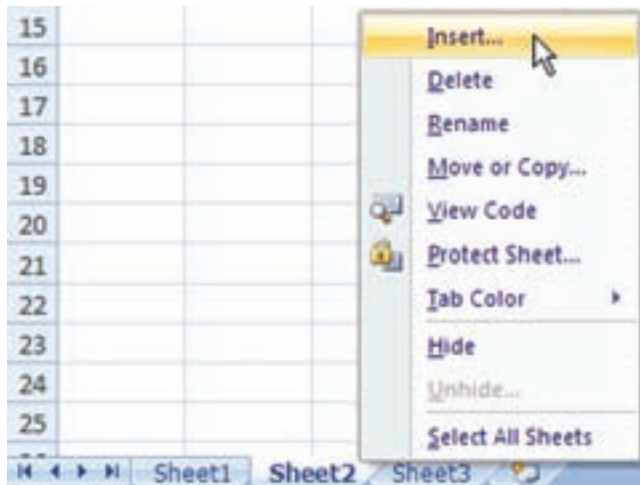 15
16
17
18
19
20
21
22
23
24
25
Insert...
Delete
Rename
Move or Copy...
View Code
Protect Sheet...
Tab Color
Hide
Unhide...
Select All Sheets
Sheet1 Sheet2 Sheet3